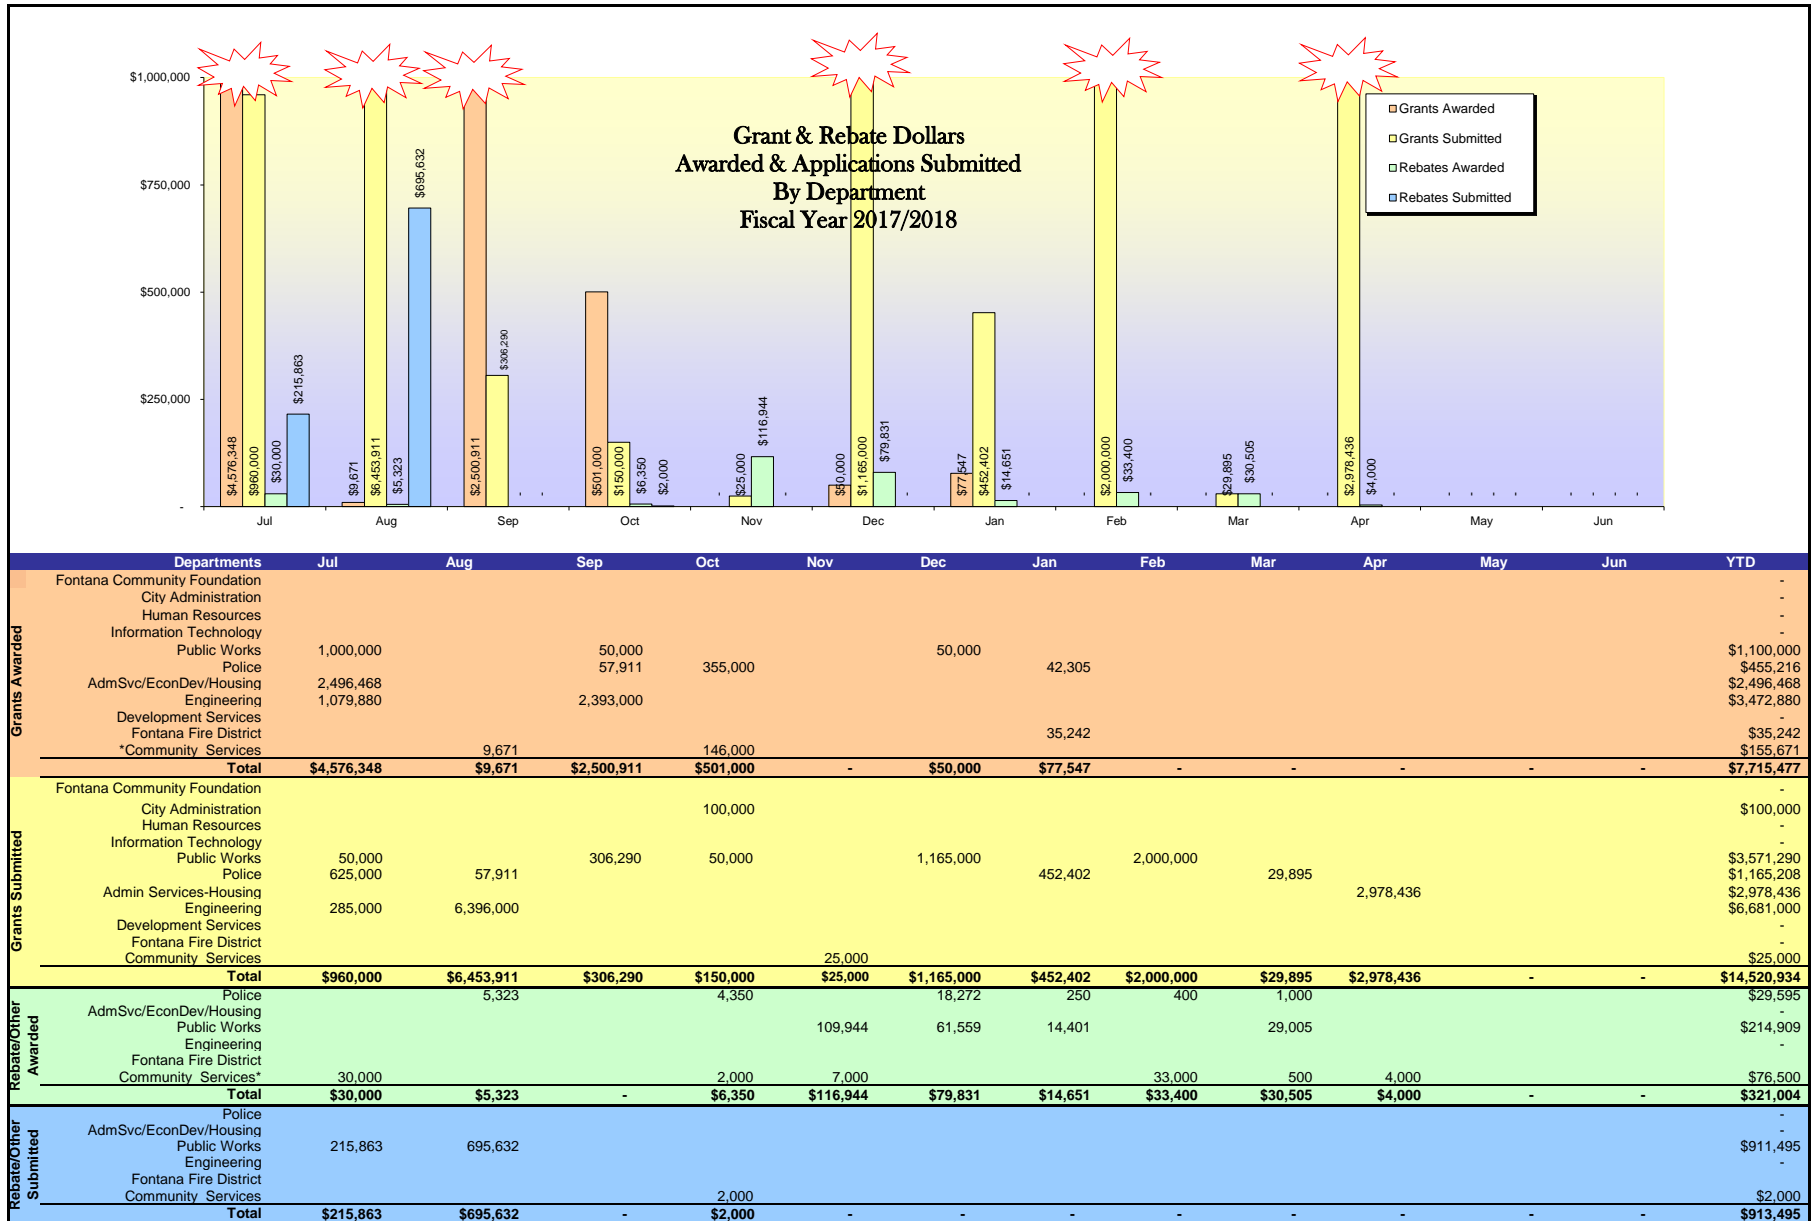 $1,000,000
$750,000
$500,000
$250,000
-
Grant & Rebate Dollars
Awarded & Applications Submitted
By Department
Fiscal Year 2017/2018
Grants Awarded
Grants Submitted
Rebates Awarded
Rebates Submitted
$4,576,348
$960,000
$30,000
$215,863
$9,671
$6,453,911
$5,323
$695,632
$2,500,911
$306,290
$501,000
$150,000
$6,350
$2,000
$25,000
$116,944
$50,000
$1,165,000
$79,831
$77,547
$452,402
$14,651
$2,000,000
$33,400
$29,895
$30,505
$2,978,436
$4,000
Jul Aug Sep Oct Nov Dec Jan Feb Mar Apr May Jun
Departments Jul Aug Sep Oct Nov Dec Jan Feb Mar Apr May Jun YTD
Grants Awarded
Fontana Community Foundation -
City Administration -
Human Resources -
Information Technology -
Public Works 1,000,000 50,000 50,000 $1,100,000
Police 57,911 355,000 42,305 $455,216
AdmSvc/EconDev/Housing 2,496,468 $2,496,468
Engineering 1,079,880 2,393,000 $3,472,880
Development Services -
Fontana Fire District 35,242 $35,242
*Community Services 9,671 146,000 $155,671
Total $4,576,348 $9,671 $2,500,911 $501,000 - $50,000 $77,547 - - - - - $7,715,477
Grants Submitted
Fontana Community Foundation -
City Administration 100,000 $100,000
Human Resources -
Information Technology -
Public Works 50,000 306,290 50,000 1,165,000 2,000,000 $3,571,290
Police 625,000 57,911 452,402 29,895 $1,165,208
Admin Services-Housing 2,978,436 $2,978,436
Engineering 285,000 6,396,000 $6,681,000
Development Services -
Fontana Fire District -
Community Services 25,000 $25,000
Total $960,000 $6,453,911 $306,290 $150,000 $25,000 $1,165,000 $452,402 $2,000,000 $29,895 $2,978,436 - - $14,520,934
Rebate/Other
Awarded
Police 5,323 4,350 18,272 250 400 1,000 $29,595
AdmSvc/EconDev/Housing -
Public Works 109,944 61,559 14,401 29,005 $214,909
Engineering -
Fontana Fire District
Community Services* 30,000 2,000 7,000 33,000 500 4,000 $76,500
Total $30,000 $5,323 - $6,350 $116,944 $79,831 $14,651 $33,400 $30,505 $4,000 - - $321,004
Rebate/Other
Submitted
Police -
AdmSvc/EconDev/Housing -
Public Works 215,863 695,632 $911,495
Engineering -
Fontana Fire District
Community Services 2,000 $2,000
Total $215,863 $695,632 - $2,000 - - - - - - - - $913,495